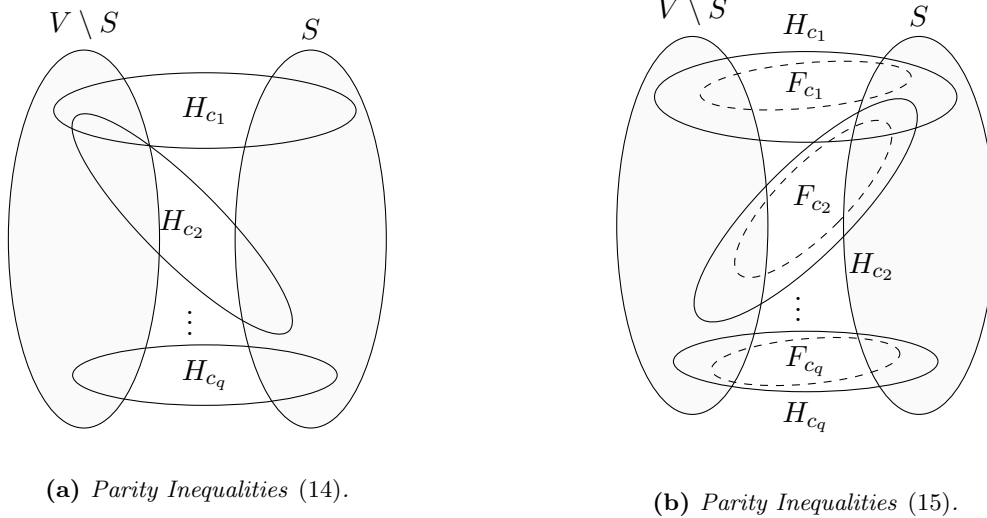 V \ S
S
H_{c_1}
H_{c_2}
⋮
H_{c_q}
(a) Parity Inequalities (14).
V \ S
H_{c_1}
S
F_{c_1}
F_{c_2}
H_{c_2}
⋮
F_{c_q}
H_{c_q}
(b) Parity Inequalities (15).